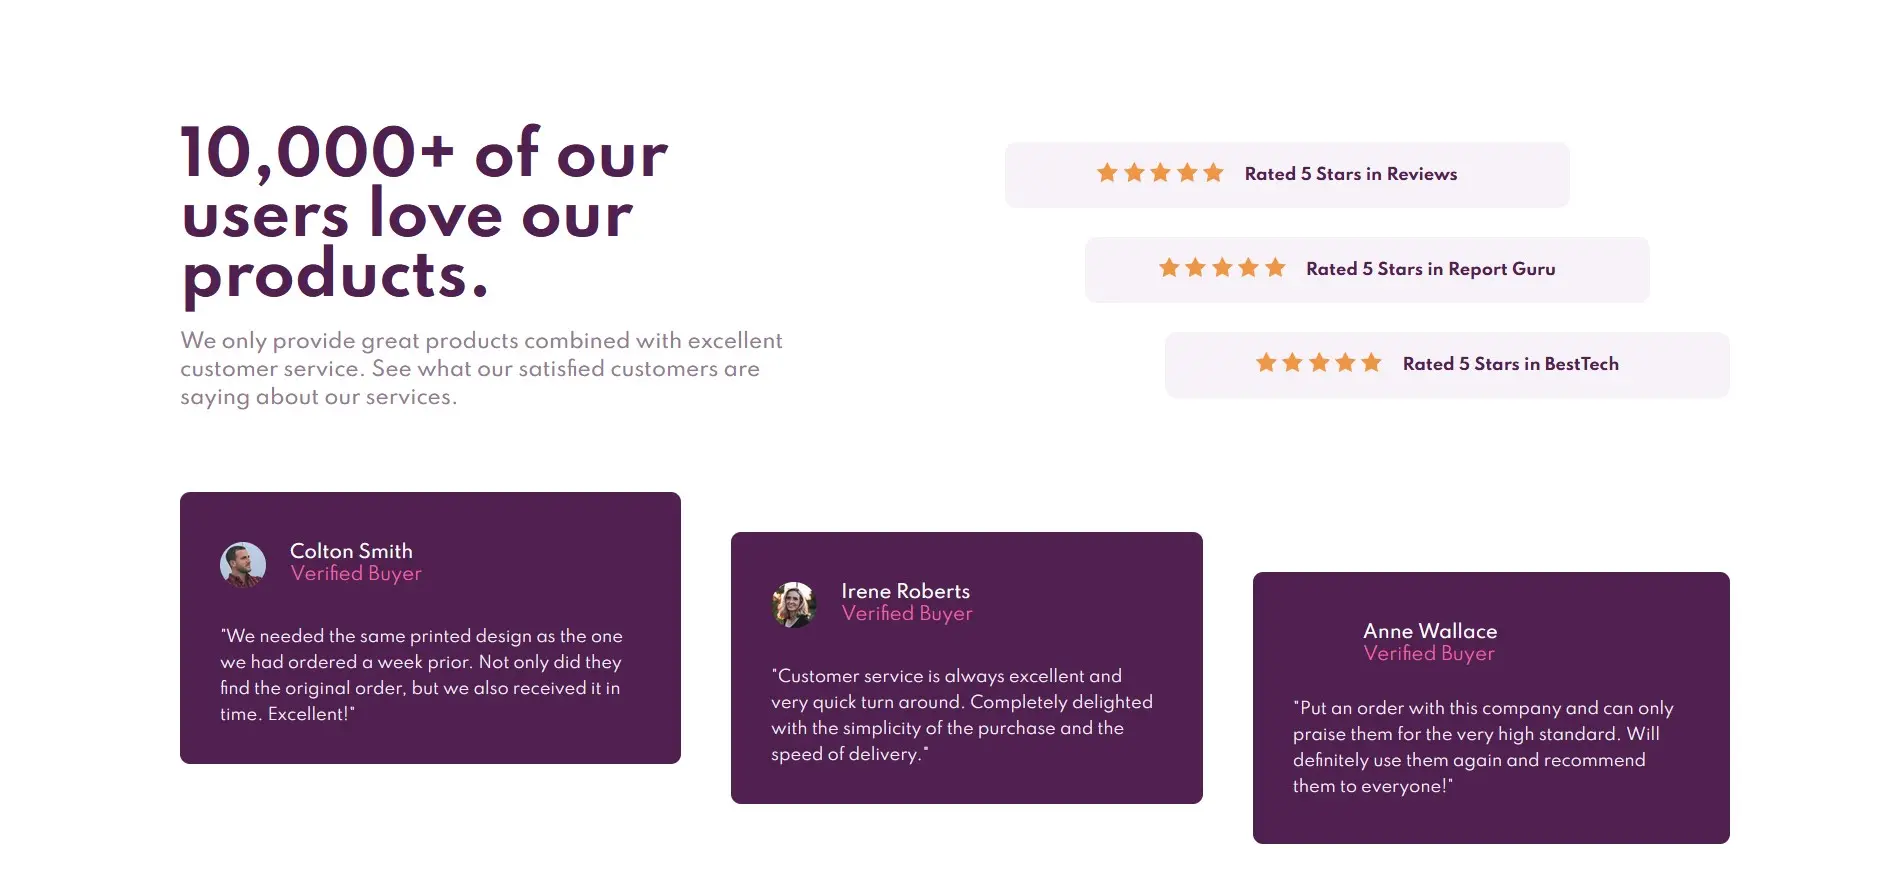 10,000+ of our
users love our
products.
We only provide great products combined with excellent
customer service. See what our satisfied customers are
saying about our services.
Rated 5 Stars in Reviews
Rated 5 Stars in Report Guru
Rated 5 Stars in BestTech
Colton Smith
Verified Buyer
"We needed the same printed design as the one
we had ordered a week prior. Not only did they
find the original order, but we also received it in
time. Excellent!"
Irene Roberts
Verified Buyer
"Customer service is always excellent and
very quick turn around. Completely delighted
with the simplicity of the purchase and the
speed of delivery."
Anne Wallace
Verified Buyer
"Put an order with this company and can only
praise them for the very high standard. Will
definitely use them again and recommend
them to everyone!"